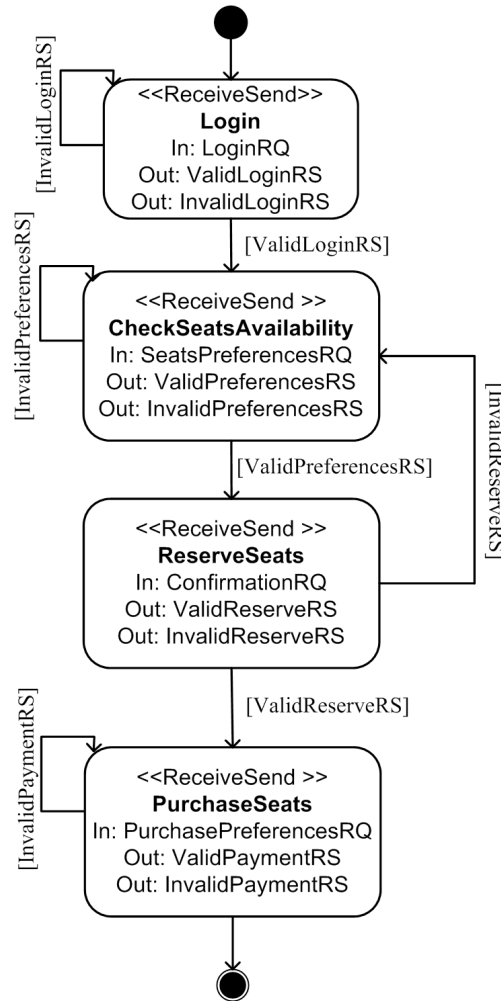 [InvalidLoginRS]
<<ReceiveSend>>
Login
In: LoginRQ
Out: ValidLoginRS
Out: InvalidLoginRS
[ValidLoginRS]
[InvalidPreferencesRS]
<<ReceiveSend >>
CheckSeatsAvailability
In: SeatsPreferencesRQ
Out: ValidPreferencesRS
Out: InvalidPreferencesRS
[InvalidReserveRS]
[ValidPreferencesRS]
<<ReceiveSend >>
ReserveSeats
In: ConfirmationRQ
Out: ValidReserveRS
Out: InvalidReserveRS
[ValidReserveRS]
[InvalidPaymentRS]
<<ReceiveSend >>
PurchaseSeats
In: PurchasePreferencesRQ
Out: ValidPaymentRS
Out: InvalidPaymentRS